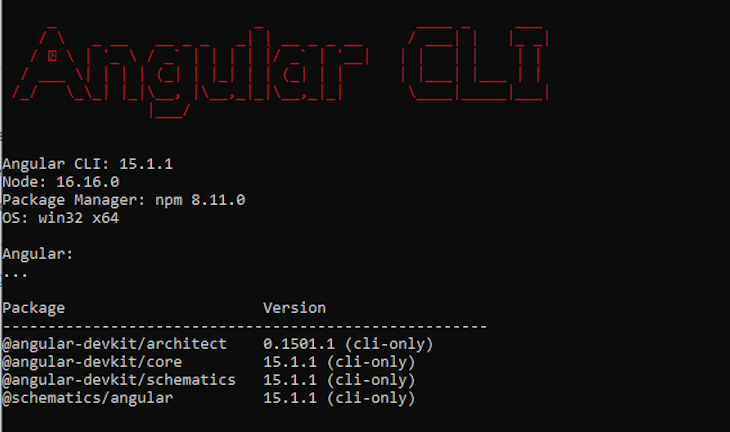 Angular CLI
Angular CLI: 15.1.1
Node: 16.16.0
Package Manager: npm 8.11.0
OS: win32 x64
Angular:
...
Package Version
------------------------------------------------------
@angular-devkit/architect 0.1501.1 (cli-only)
@angular-devkit/core 15.1.1 (cli-only)
@angular-devkit/schematics 15.1.1 (cli-only)
@schematics/angular 15.1.1 (cli-only)